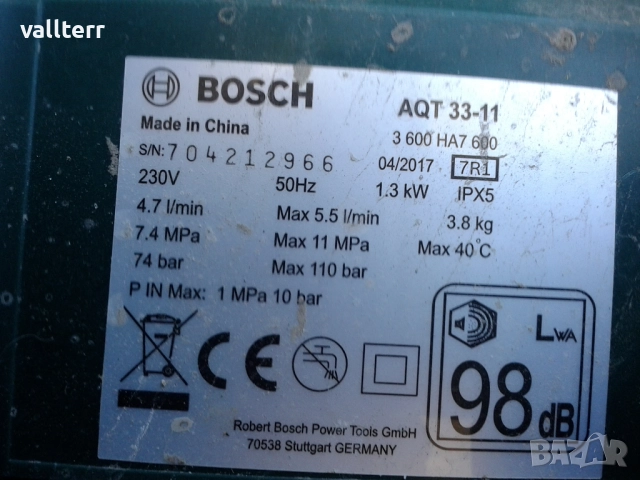 vallterr
BOSCH
AQT 33-11
Made in China
3 600 HA7 600
S/N: 704212966
04/2017 7R1
230V 50Hz 1.3 kW IPX5
4.7 l/min Max 5.5 l/min 3.8 kg
7.4 MPa Max 11 MPa Max 40°C
74 bar Max 110 bar
P IN Max: 1 MPa 10 bar
CE
LWA
98 dB
Robert Bosch Power Tools GmbH
70538 Stuttgart GERMANY
BAZAR